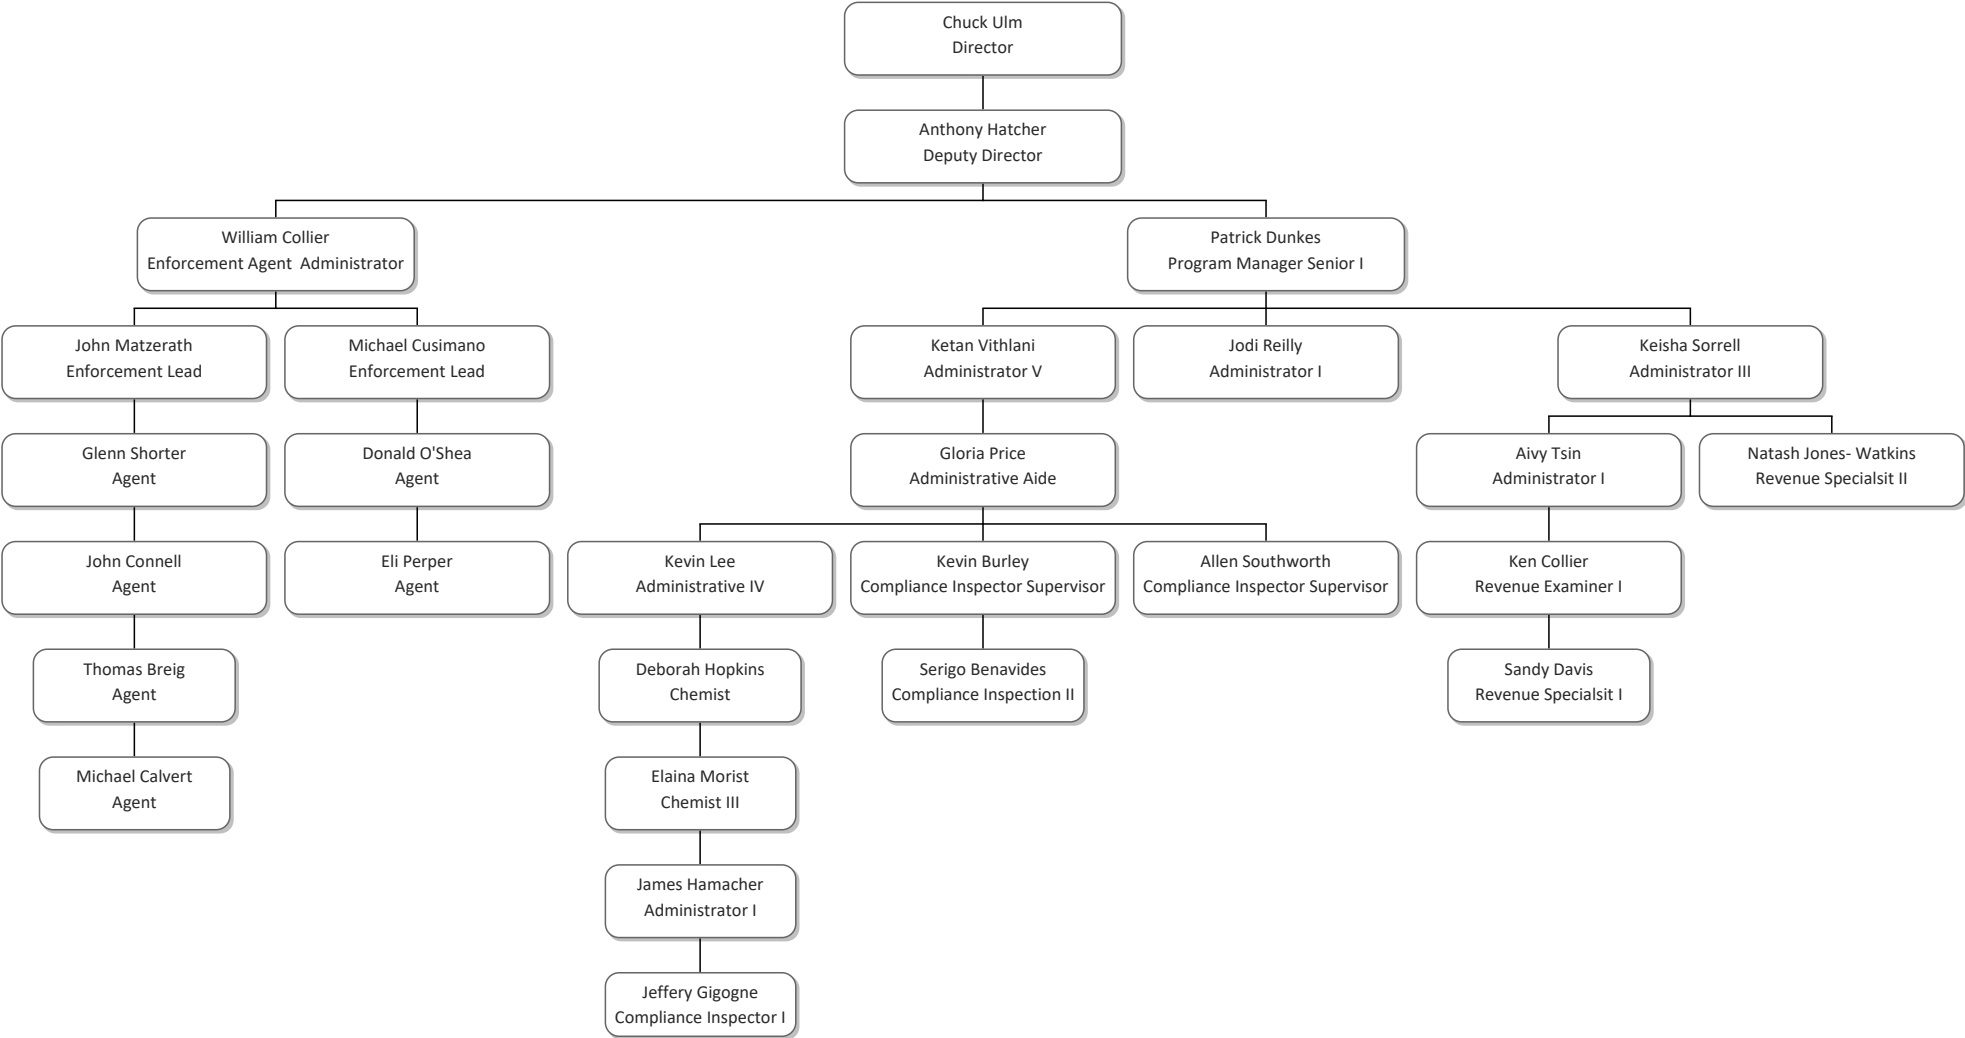 Chuck Ulm
Director
Anthony Hatcher
Deputy Director
William Collier
Enforcement Agent  Administrator
Patrick Dunkes
Program Manager Senior I
John Matzerath
Enforcement Lead
Michael Cusimano
Enforcement Lead
Ketan Vithlani
Administrator V
Jodi Reilly
Administrator I
Keisha Sorrell
Administrator III
Glenn Shorter
Agent
Donald O'Shea
Agent
Gloria Price
Administrative Aide
Aivy Tsin
Administrator I
Natash Jones- Watkins
Revenue Specialsit II
John Connell
Agent
Eli Perper
Agent
Kevin Lee
Administrative IV
Kevin Burley
Compliance Inspector Supervisor
Allen Southworth
Compliance Inspector Supervisor
Ken Collier
Revenue Examiner I
Thomas Breig
Agent
Deborah Hopkins
Chemist
Serigo Benavides
Compliance Inspection II
Sandy Davis
Revenue Specialsit I
Michael Calvert
Agent
Elaina Morist
Chemist III
James Hamacher
Administrator I
Jeffery Gigogne
Compliance Inspector I